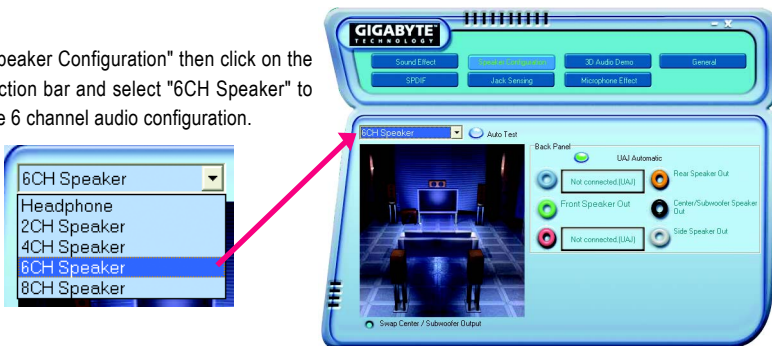 peaker Configuration" then click on the
ction bar and select "6CH Speaker" to
e 6 channel audio configuration.
6CH Speaker
Headphone
2CH Speaker
4CH Speaker
6CH Speaker
8CH Speaker
GIGABYTE
TECHNOLOGY
Sound Effect
Speaker Configuration
3D Audio Demo
General
SPDIF
Jack Sensing
Microphone Effect
6CH Speaker
Auto Test
Back Panel
UAJ Automatic
Not connected.(UAJ)
Rear Speaker Out
Front Speaker Out
Center/Subwoofer Speaker
Out
Not connected.(UAJ)
Side Speaker Out
Swap Center / Subwoofer Output